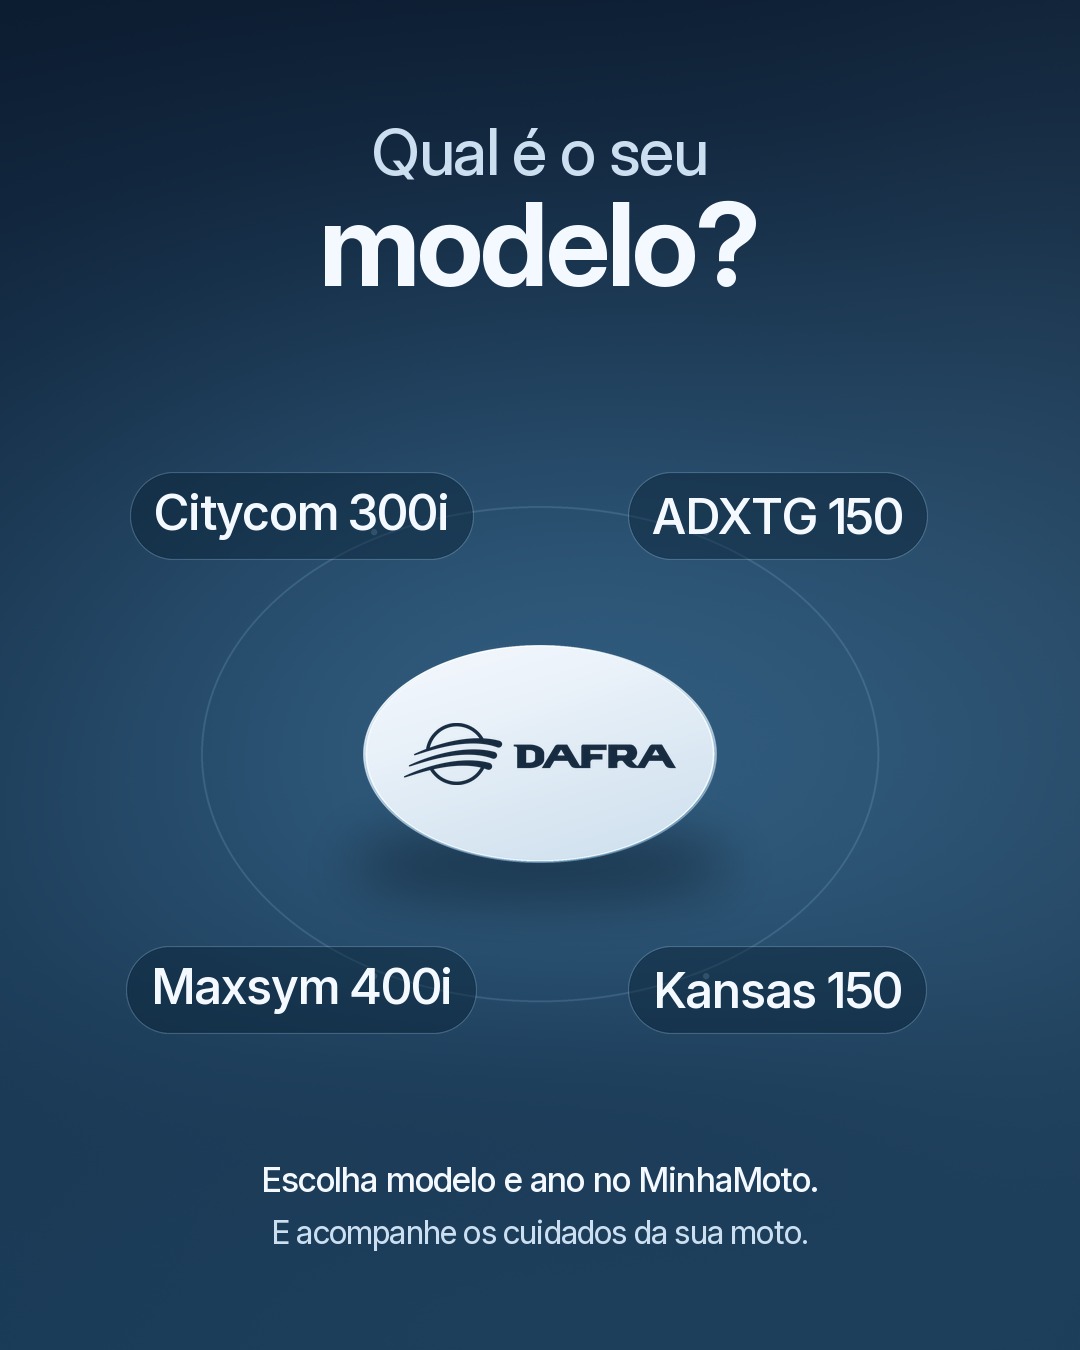 Qual é o seu
modelo?
Citycom 300i
ADXTG 150
DAFRA
Maxsym 400i
Kansas 150
Escolha modelo e ano no MinhaMoto.
E acompanhe os cuidados da sua moto.